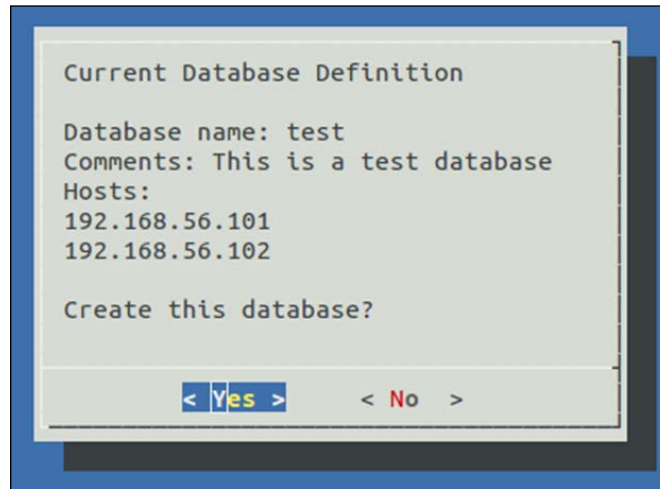 Current Database Definition
Database name: test
Comments: This is a test database
Hosts:
192.168.56.101
192.168.56.102
Create this database?
< Yes > < No >